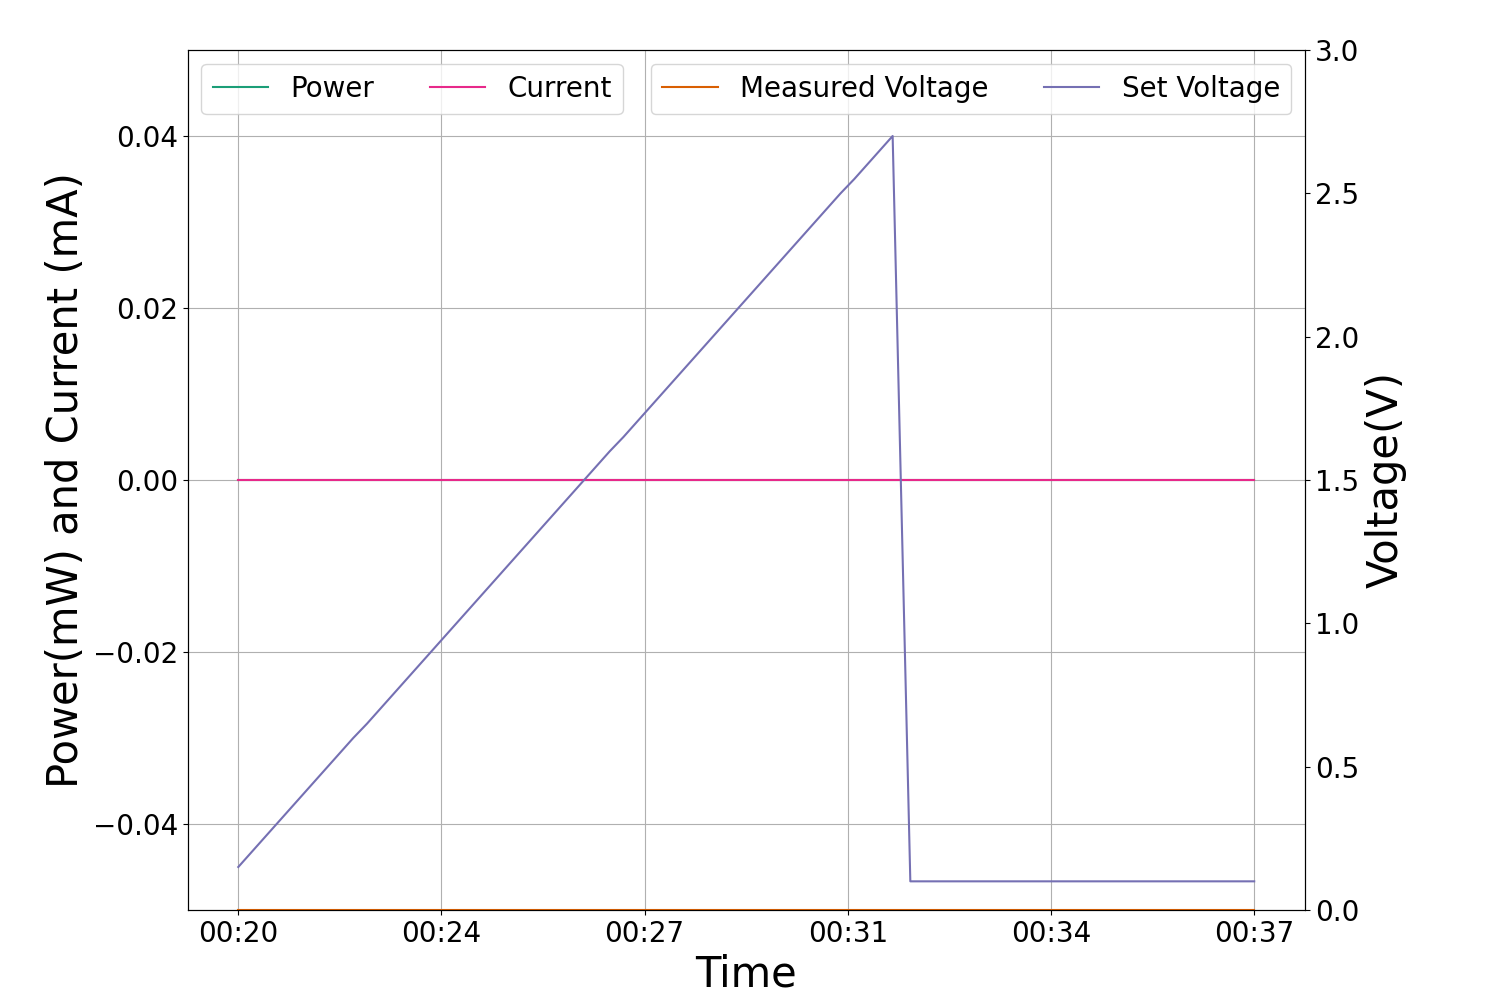 Power Current Measured Voltage Set Voltage
Power(mW) and Current (mA)
0.04
0.02
0.00
−0.02
−0.04
3.0
2.5
2.0
1.5
1.0
0.5
0.0
Voltage(V)
00:20 00:24 00:27 00:31 00:34 00:37
Time